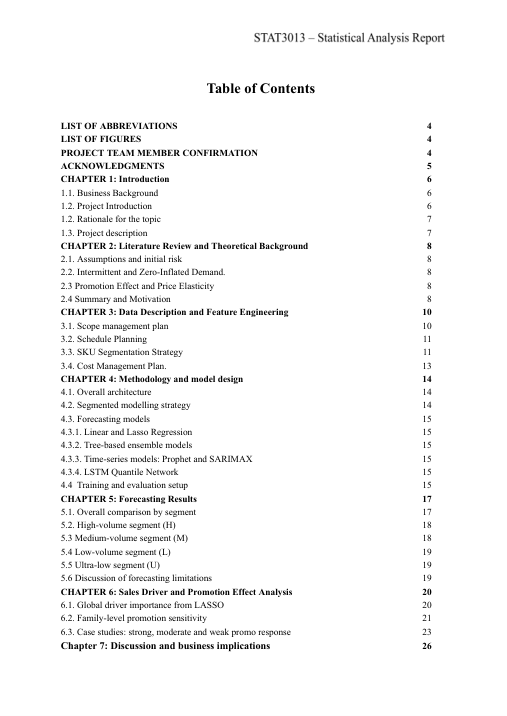 STAT3013 – Statistical Analysis Report
Table of Contents
LIST OF ABBREVIATIONS 4
LIST OF FIGURES 4
PROJECT TEAM MEMBER CONFIRMATION 4
ACKNOWLEDGMENTS 5
CHAPTER 1: Introduction 6
1.1. Business Background 6
1.2. Project Introduction 6
1.2. Rationale for the topic 7
1.3. Project description 7
CHAPTER 2: Literature Review and Theoretical Background 8
2.1. Assumptions and initial risk 8
2.2. Intermittent and Zero-Inflated Demand. 8
2.3 Promotion Effect and Price Elasticity 8
2.4 Summary and Motivation 8
CHAPTER 3: Data Description and Feature Engineering 10
3.1. Scope management plan 10
3.2. Schedule Planning 11
3.3. SKU Segmentation Strategy 11
3.4. Cost Management Plan. 13
CHAPTER 4: Methodology and model design 14
4.1. Overall architecture 14
4.2. Segmented modelling strategy 14
4.3. Forecasting models 15
4.3.1. Linear and Lasso Regression 15
4.3.2. Tree-based ensemble models 15
4.3.3. Time-series models: Prophet and SARIMAX 15
4.3.4. LSTM Quantile Network 15
4.4 Training and evaluation setup 15
CHAPTER 5: Forecasting Results 17
5.1. Overall comparison by segment 17
5.2. High-volume segment (H) 18
5.3 Medium-volume segment (M) 18
5.4 Low-volume segment (L) 19
5.5 Ultra-low segment (U) 19
5.6 Discussion of forecasting limitations 19
CHAPTER 6: Sales Driver and Promotion Effect Analysis 20
6.1. Global driver importance from LASSO 20
6.2. Family-level promotion sensitivity 21
6.3. Case studies: strong, moderate and weak promo response 23
Chapter 7: Discussion and business implications 26